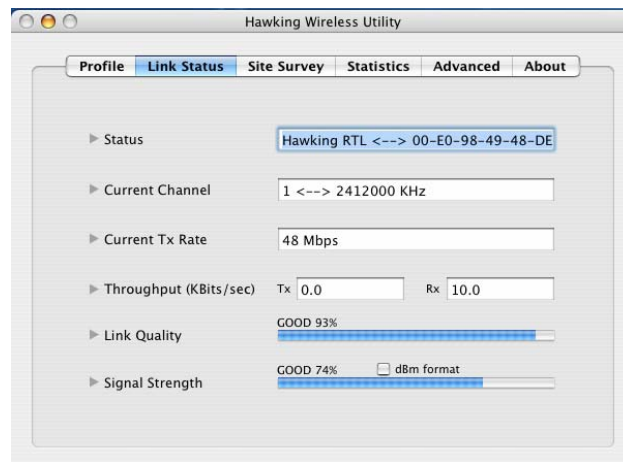 Hawking Wireless Utility
Profile Link Status Site Survey Statistics Advanced About
Status Hawking RTL <--> 00-E0-98-49-48-DE
Current Channel 1 <--> 2412000 KHz
Current Tx Rate 48 Mbps
Throughput (KBits/sec) Tx 0.0 Rx 10.0
GOOD 93%
Link Quality
GOOD 74% dBm format
Signal Strength